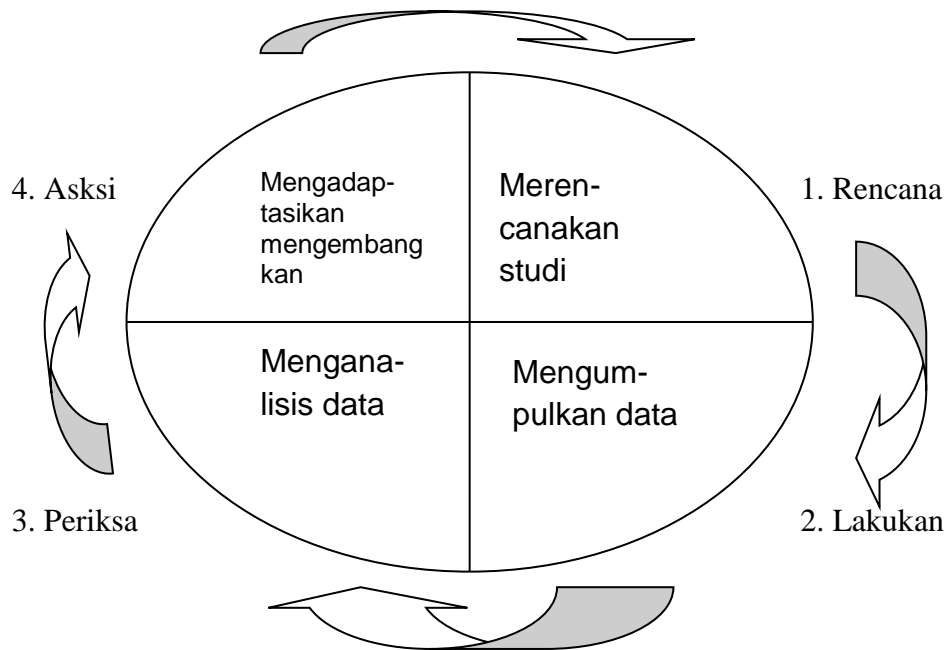 4. Asksi
Mengadap-
tasikan
mengembang
kan
Meren-
canakan
studi
1. Rencana
Mengana-
lisis data
Mengum-
pulkan data
3. Periksa
2. Lakukan